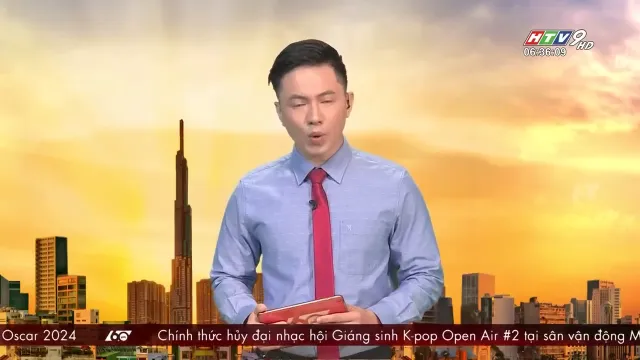 HTV9 HD
06:36:09
Oscar 2024 60 Chính thức hủy đại nhạc hội Giáng sinh K-pop Open Air #2 tại sân vận động M